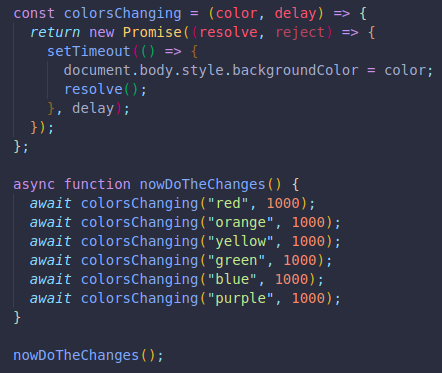 const colorsChanging = (color, delay) => {
  return new Promise((resolve, reject) => {
    setTimeout(() => {
      document.body.style.backgroundColor = color;
      resolve();
    }, delay);
  });
};

async function nowDoTheChanges() {
  await colorsChanging("red", 1000);
  await colorsChanging("orange", 1000);
  await colorsChanging("yellow", 1000);
  await colorsChanging("green", 1000);
  await colorsChanging("blue", 1000);
  await colorsChanging("purple", 1000);
}

nowDoTheChanges();